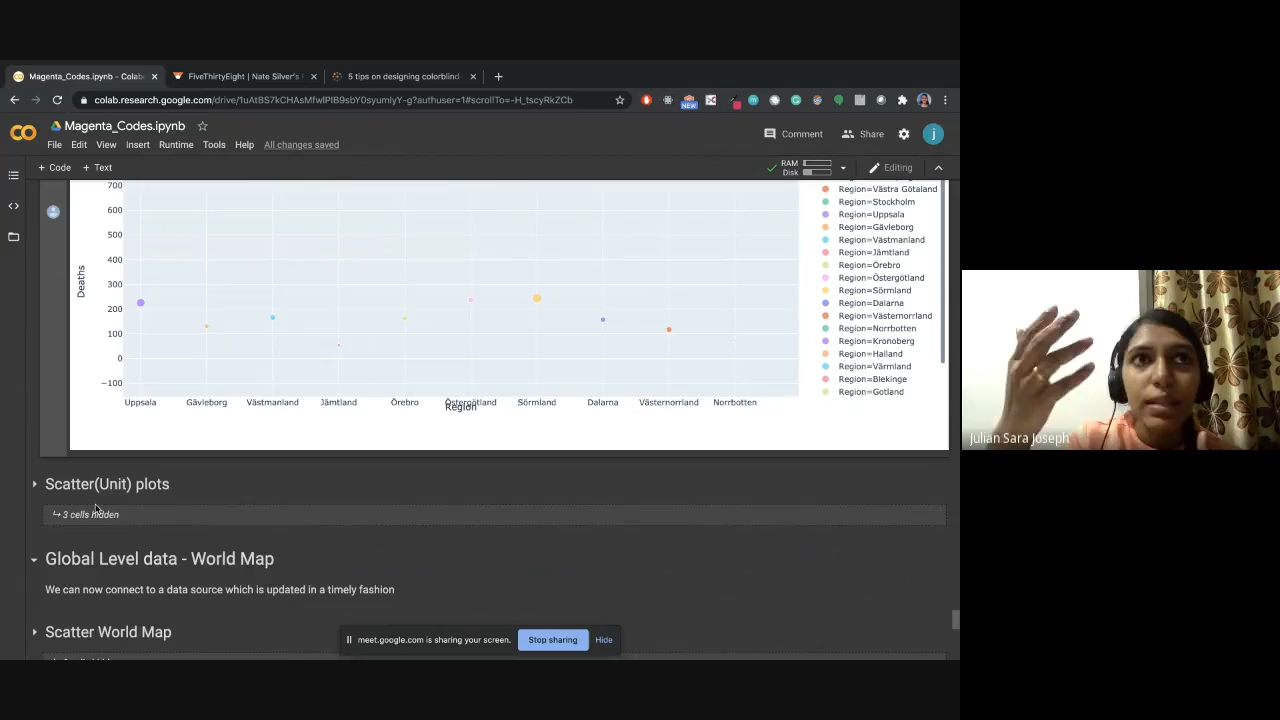 Magenta_Codes.ipynb - Colab
FiveThirtyEight | Nate Silver's
5 tips on designing colorblind-
colab.research.google.com/drive/1uAtBS7kCHAsMfwlPlB9sbY0syumlyY-g?authuser=1#scrollTo=-H_tscyRkZCb
NEW
Magenta_Codes.ipynb
Comment
Share
j
File Edit View Insert Runtime Tools Help All changes saved
+ Code + Text
RAM
Disk
Editing
700
600
500
400
300
200
100
0
−100
Deaths
Uppsala Gävleborg Västmanland Jämtland Örebro Östergötland Sörmland Dalarna Västernorrland Norrbotten
Region
Region=Västra Götaland
Region=Stockholm
Region=Uppsala
Region=Gävleborg
Region=Västmanland
Region=Jämtland
Region=Örebro
Region=Östergötland
Region=Sörmland
Region=Dalarna
Region=Västernorrland
Region=Norrbotten
Region=Kronoberg
Region=Halland
Region=Värmland
Region=Blekinge
Region=Gotland
Scatter(Unit) plots
3 cells hidden
Global Level data - World Map
We can now connect to a data source which is updated in a timely fashion
Scatter World Map
meet.google.com is sharing your screen.
Stop sharing
Hide
Julian Sara Joseph